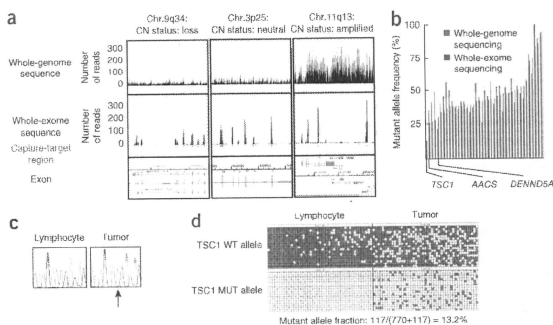 a
Chr.9q34:
CN status: loss
Chr.3p25:
CN status: neutral
Chr.11q13:
CN status: amplified
Whole-genome
sequence
Number
of reads
300
200
100
0
Whole-exome
sequence
Number
of reads
300
200
100
0
Capture-target
region
Exon
b
Mutant allele frequency (%)
100
75
50
25
Whole-genome
sequencing
Whole-exome
sequencing
TSC1
AACS
DENND5A
c
Lymphocyte
Tumor
d
Lymphocyte
Tumor
TSC1 WT allele
TSC1 MUT allele
Mutant allele fraction: 117/(770+117) = 13.2%